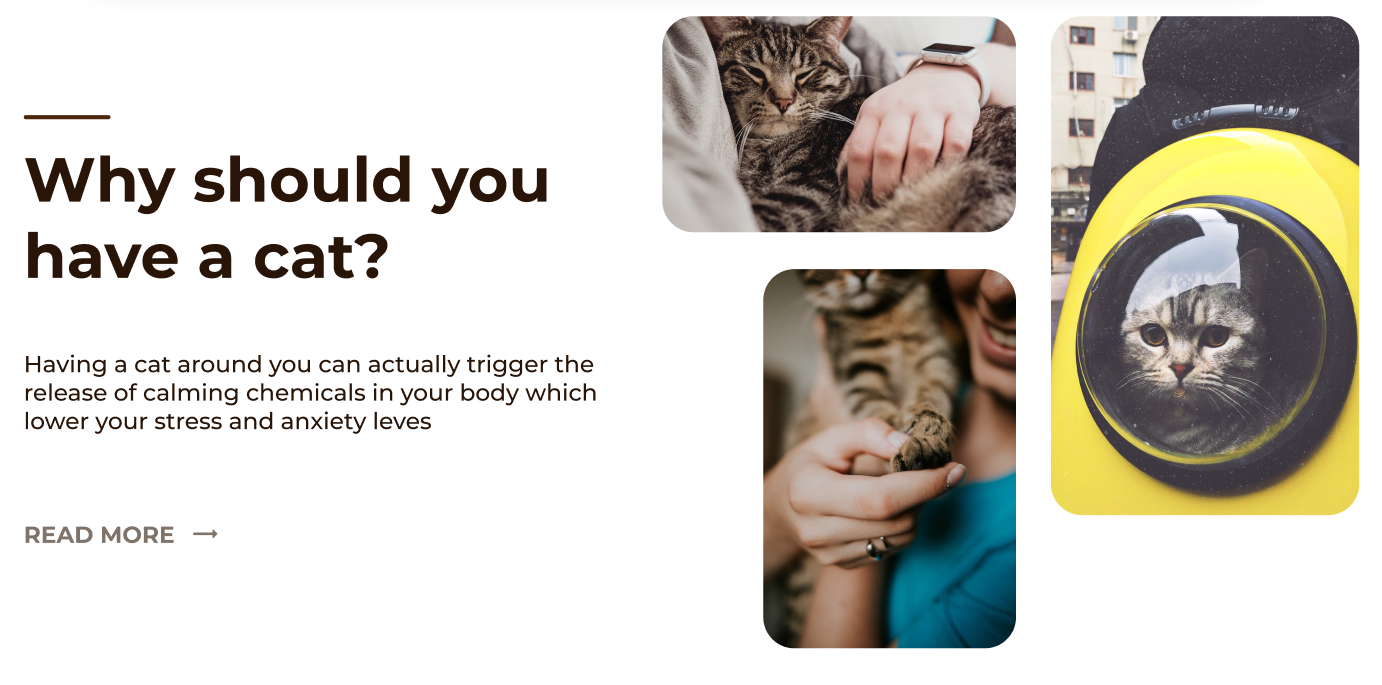 Why should you
have a cat?
Having a cat around you can actually trigger the
release of calming chemicals in your body which
lower your stress and anxiety leves
READ MORE →